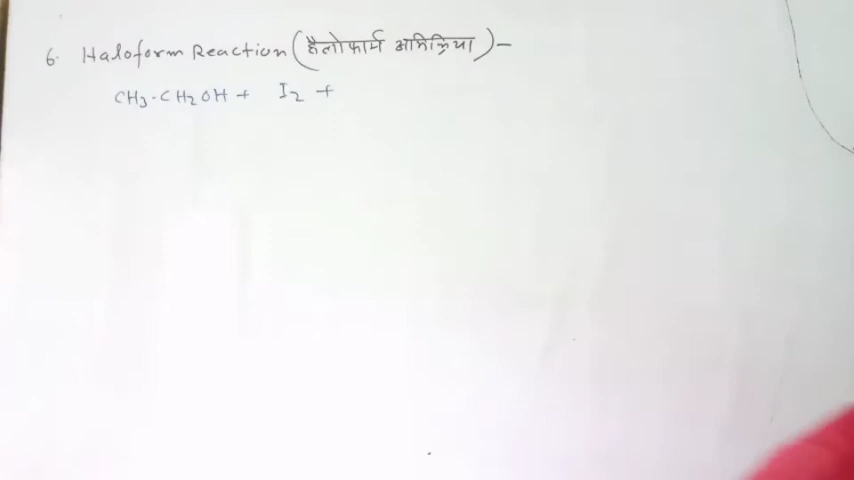 6. Haloform Reaction (हैलोफार्म अभिक्रिया) -
CH3.CH2OH + I2 +